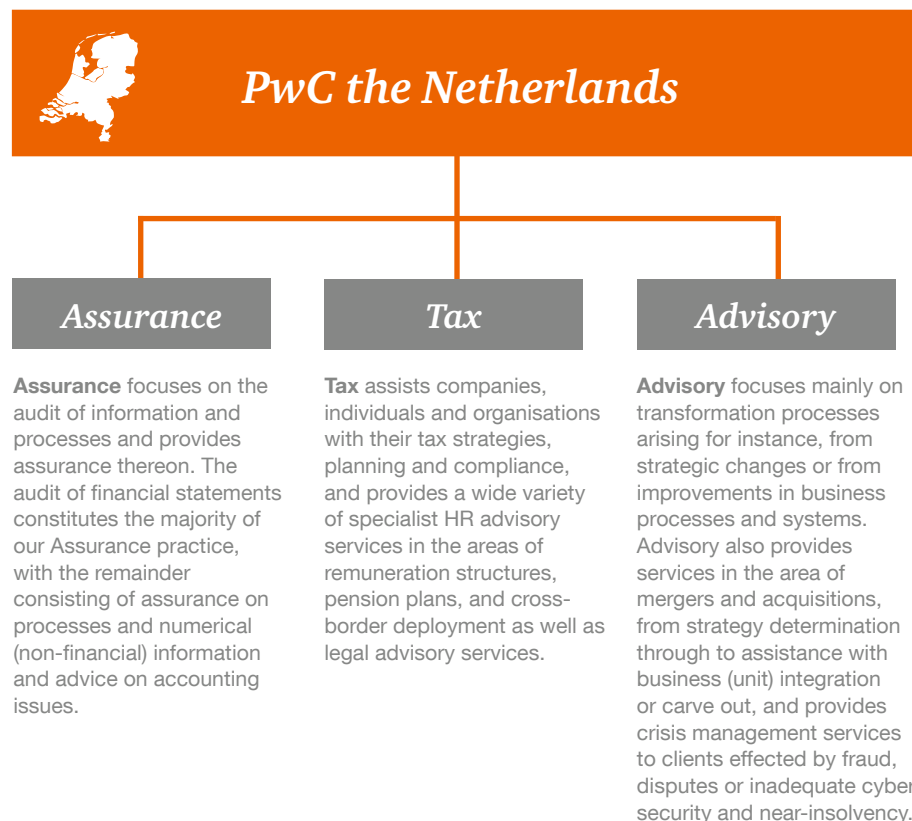 PwC the Netherlands
Assurance
Tax
Advisory
Assurance focuses on the
audit of information and
processes and provides
assurance thereon. The
audit of financial statements
constitutes the majority of
our Assurance practice,
with the remainder
consisting of assurance on
processes and numerical
(non-financial) information
and advice on accounting
issues.
Tax assists companies,
individuals and organisations
with their tax strategies,
planning and compliance,
and provides a wide variety
of specialist HR advisory
services in the areas of
remuneration structures,
pension plans, and cross-
border deployment as well as
legal advisory services.
Advisory focuses mainly on
transformation processes
arising for instance, from
strategic changes or from
improvements in business
processes and systems.
Advisory also provides
services in the area of
mergers and acquisitions,
from strategy determination
through to assistance with
business (unit) integration
or carve out, and provides
crisis management services
to clients effected by fraud,
disputes or inadequate cyber
security and near-insolvency.